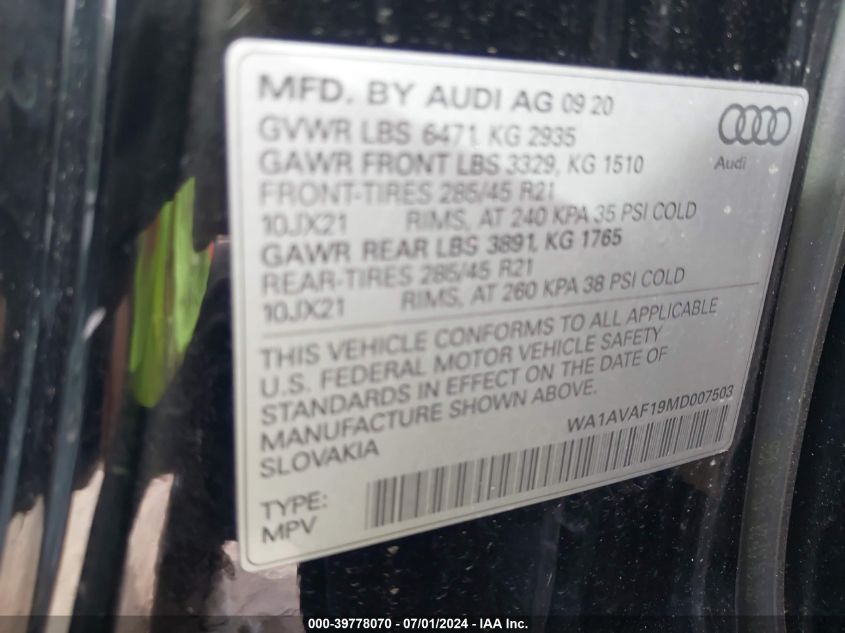 MFD. BY AUDI AG 09 20
GVWR LBS 6471, KG 2935
GAWR FRONT LBS 3329, KG 1510
FRONT-TIRES 285/45 R21
10JX21 RIMS, AT 240 KPA 35 PSI COLD
GAWR REAR LBS 3891, KG 1765
REAR-TIRES 285/45 R21
10JX21 RIMS, AT 260 KPA 38 PSI COLD
Audi
THIS VEHICLE CONFORMS TO ALL APPLICABLE
U.S. FEDERAL MOTOR VEHICLE SAFETY
STANDARDS IN EFFECT ON THE DATE OF
MANUFACTURE SHOWN ABOVE.
SLOVAKIA
WA1AVAF19MD007503
TYPE:
MPV
000-39778070 / 07/01/2024 - IAA Inc.